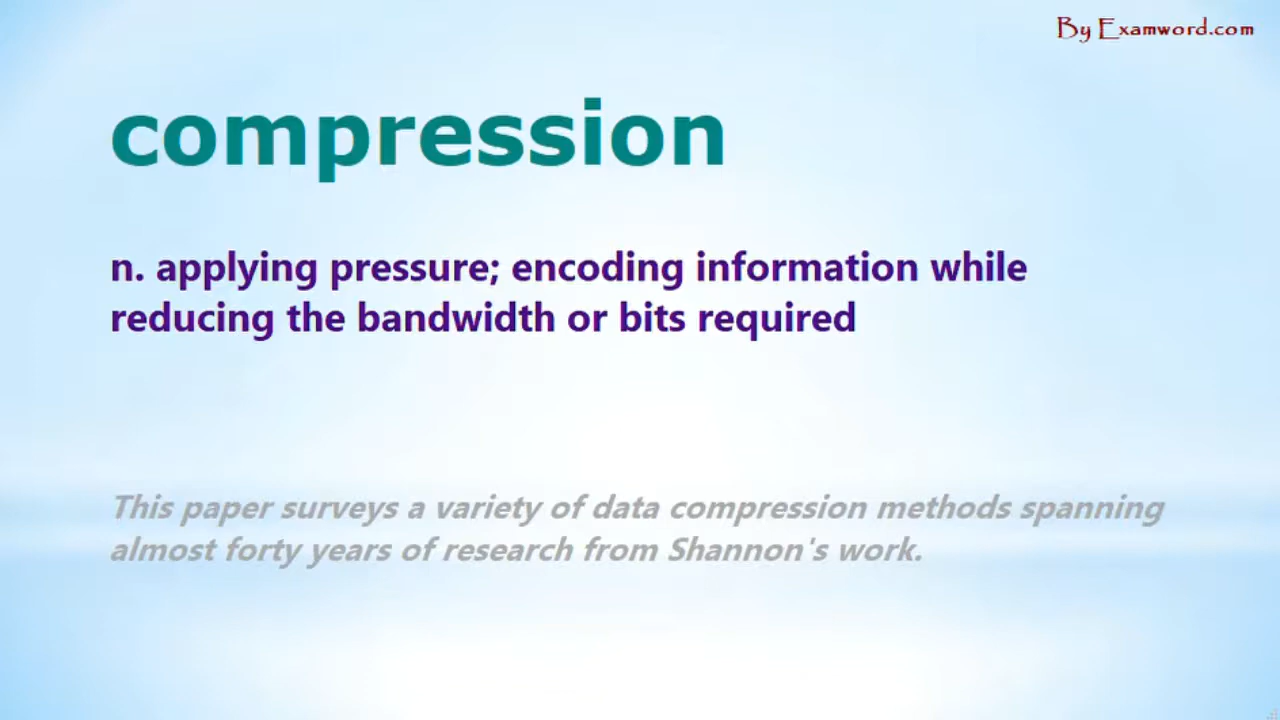 By Examword.com
compression
n. applying pressure; encoding information while
reducing the bandwidth or bits required
This paper surveys a variety of data compression methods spanning
almost forty years of research from Shannon's work.